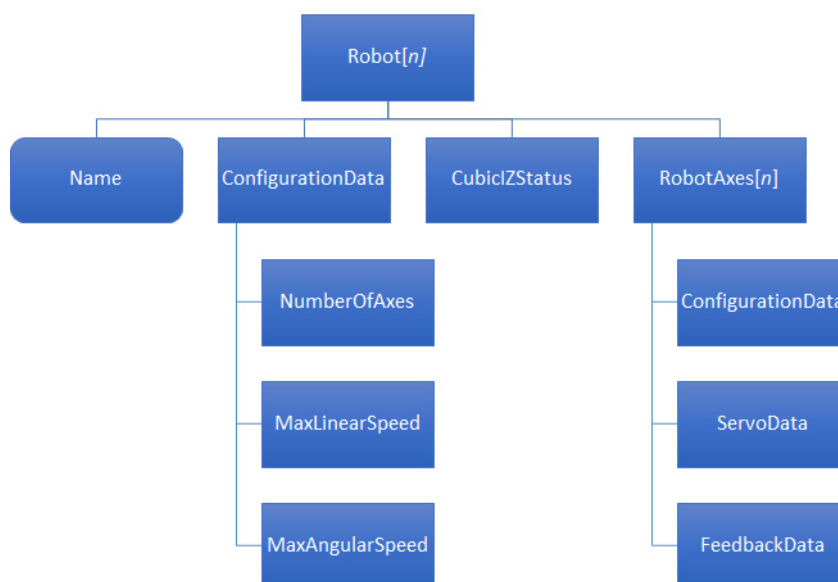 Robot[n]
Name
ConfigurationData
CubicIZStatus
RobotAxes[n]
NumberOfAxes
MaxLinearSpeed
MaxAngularSpeed
ConfigurationData
ServoData
FeedbackData